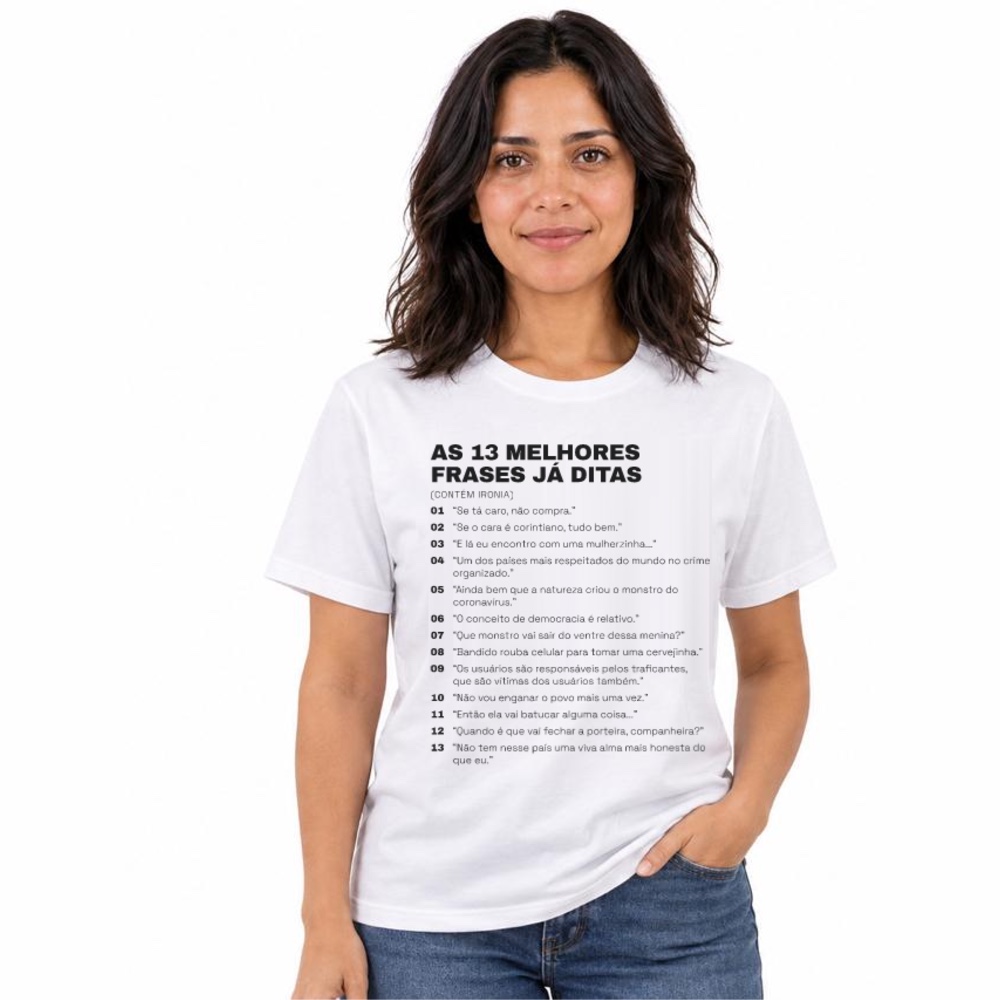 AS 13 MELHORES
FRASES JÁ DITAS
(CONTÉM IRONIA)
01 "Se tá caro, não compra."
02 "Se o cara é corintiano, tudo bem."
03 "E lá eu encontro com uma mulherzinha..."
04 "Um dos países mais respeitados do mundo no crime
organizado."
05 "Ainda bem que a natureza criou o monstro do
coronavírus."
06 "O conceito de democracia é relativo."
07 "Que monstro vai sair do ventre dessa menina?"
08 "Bandido rouba celular para tomar uma cervejinha."
09 "Os usuários são responsáveis pelos traficantes,
que são vítimas dos usuários também."
10 "Não vou enganar o povo mais uma vez."
11 "Então ela vai batucar alguma coisa..."
12 "Quando é que vai fechar a porteira, companheira?"
13 "Não tem nesse país uma viva alma mais honesta do
que eu."